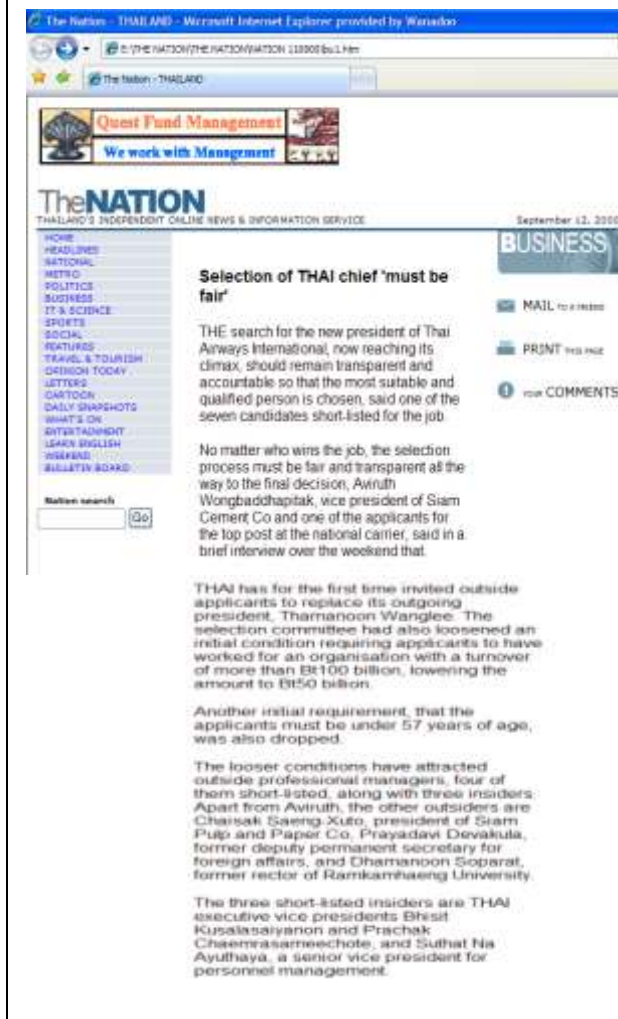 The Nation - THAILAND - Microsoft Internet Explorer provided by Wanadoo
E:\THE NATION\THE NATION\NATION 110900\bu1.htm
The Nation - THAILAND
Quest Fund Management
We work with Management
TheNATION
THAILAND'S INDEPENDENT ONLINE NEWS & INFORMATION SERVICE
September 12, 2000
HOME
HEADLINES
NATIONAL
METRO
POLITICS
BUSINESS
IT & SCIENCE
SPORTS
SOCIAL
FEATURES
TRAVEL & TOURISM
OPINION TODAY
LETTERS
CARTOON
DAILY SNAPSHOTS
WHAT'S ON
ENTERTAINMENT
LEARN ENGLISH
WEEKEND
BULLETIN BOARD
Nation search
Go
BUSINESS
MAIL TO A FRIEND
PRINT THIS PAGE
YOUR COMMENTS
Selection of THAI chief 'must be
fair'
THE search for the new president of Thai
Airways International, now reaching its
climax, should remain transparent and
accountable so that the most suitable and
qualified person is chosen, said one of the
seven candidates short-listed for the job.
No matter who wins the job, the selection
process must be fair and transparent all the
way to the final decision, Aviruth
Wongbaddhapitak, vice president of Siam
Cement Co and one of the applicants for
the top post at the national carrier, said in a
brief interview over the weekend that.
THAI has for the first time invited outside
applicants to replace its outgoing
president, Thamanoon Wanglee. The
selection committee had also loosened an
initial condition requiring applicants to have
worked for an organisation with a turnover
of more than Bt100 billion, lowering the
amount to Bt50 billion.
Another initial requirement, that the
applicants must be under 57 years of age,
was also dropped.
The looser conditions have attracted
outside professional managers, four of
them short-listed, along with three insiders.
Apart from Aviruth, the other outsiders are
Chaisak Saeng-Xuto, president of Siam
Pulp and Paper Co, Prayadavi Devakula,
former deputy permanent secretary for
foreign affairs, and Dhamanoon Soparat,
former rector of Ramkamhaeng University.
The three short-listed insiders are THAI
executive vice presidents Bhisit
Kusalasaiyanon and Prachak
Chaemrasameechote, and Suthat Na
Ayuthaya, a senior vice president for
personnel management.